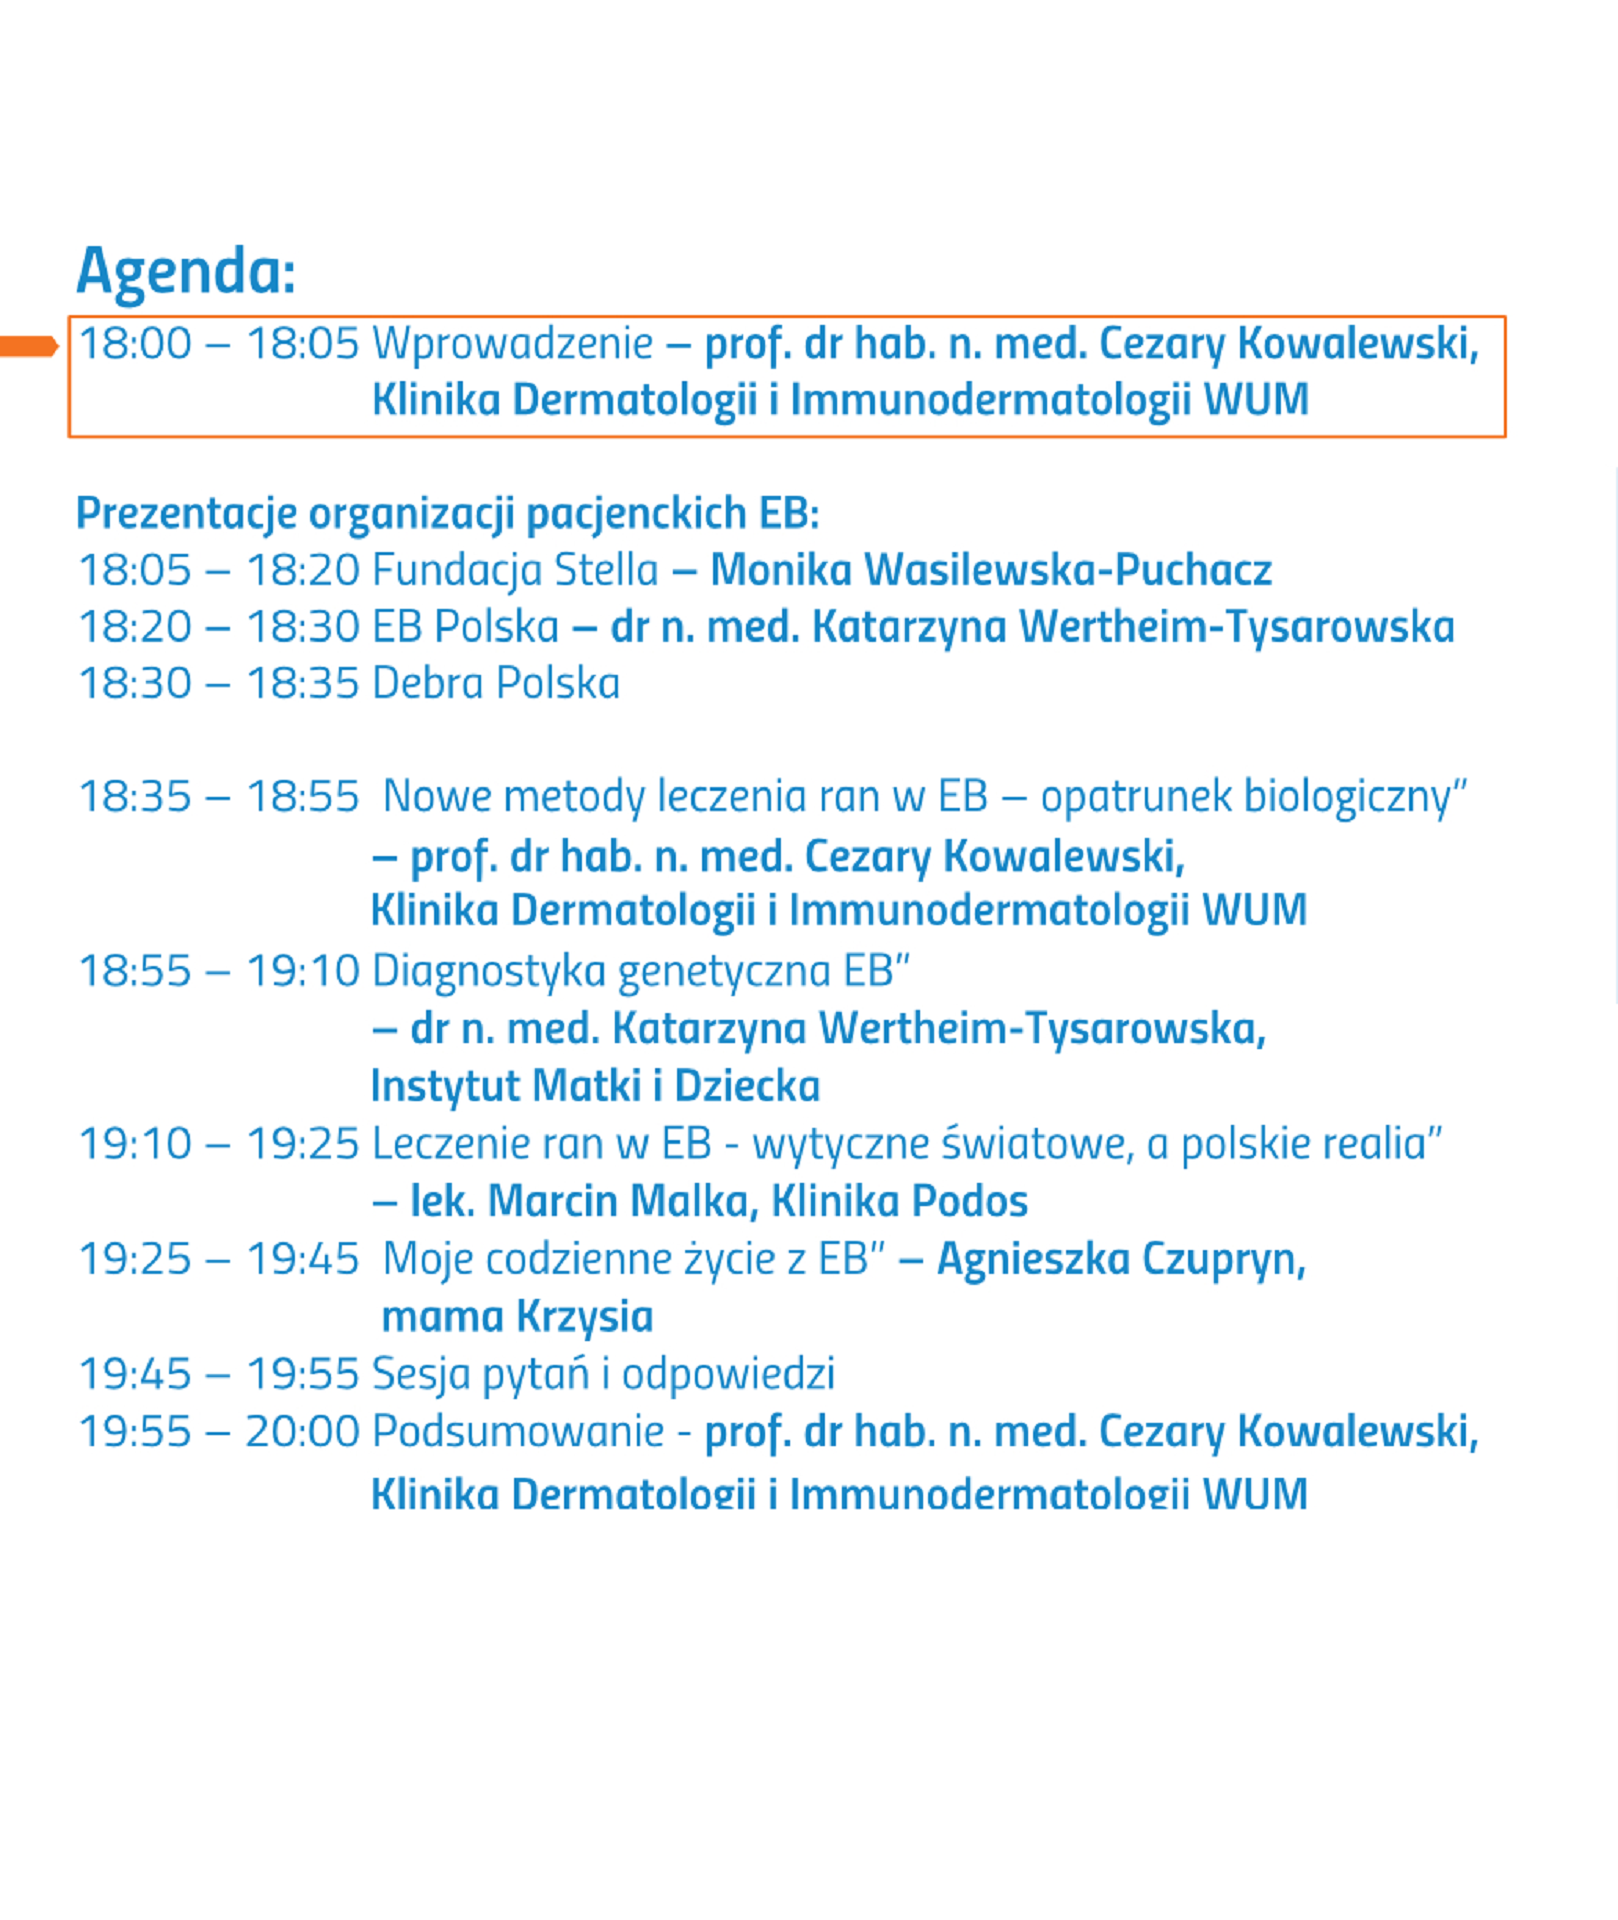 Agenda:
18:00 – 18:05 Wprowadzenie – prof. dr hab. n. med. Cezary Kowalewski,
Klinika Dermatologii i Immunodermatologii WUM
Prezentacje organizacji pacjenckich EB:
18:05 – 18:20 Fundacja Stella – Monika Wasilewska-Puchacz
18:20 – 18:30 EB Polska – dr n. med. Katarzyna Wertheim-Tysarowska
18:30 – 18:35 Debra Polska
18:35 – 18:55 Nowe metody leczenia ran w EB – opatrunek biologiczny”
– prof. dr hab. n. med. Cezary Kowalewski,
Klinika Dermatologii i Immunodermatologii WUM
18:55 – 19:10 Diagnostyka genetyczna EB”
– dr n. med. Katarzyna Wertheim-Tysarowska,
Instytut Matki i Dziecka
19:10 – 19:25 Leczenie ran w EB - wytyczne światowe, a polskie realia”
– lek. Marcin Malka, Klinika Podos
19:25 – 19:45 Moje codzienne życie z EB” – Agnieszka Czupryn,
mama Krzysia
19:45 – 19:55 Sesja pytań i odpowiedzi
19:55 – 20:00 Podsumowanie - prof. dr hab. n. med. Cezary Kowalewski,
Klinika Dermatologii i Immunodermatologii WUM